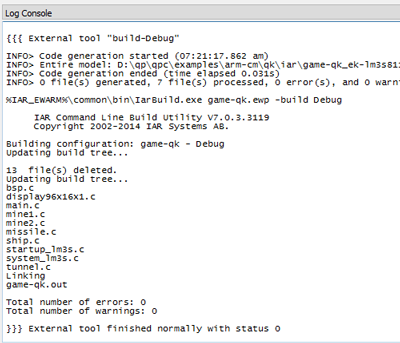 Log Console
{{{ External tool "build-Debug"
INFO> Code generation started (07:21:17.862 am)
INFO> Entire model: D:\qp\qpc\examples\arm-cm\qk\iar\game-qk_ek-lm3s811
INFO> Code generation ended (time elapsed 0.031s)
INFO> 0 file(s) generated, 7 file(s) processed, 0 error(s), and 0 warni
%IAR_EWARM%\common\bin\IarBuild.exe game-qk.ewp -build Debug
IAR Command Line Build Utility V7.0.3.3119
Copyright 2002-2014 IAR Systems AB.
Building configuration: game-qk - Debug
Updating build tree...
13 file(s) deleted.
Updating build tree...
bsp.c
display96x16x1.c
main.c
mine1.c
mine2.c
missile.c
ship.c
startup_lm3s.c
system_lm3s.c
tunnel.c
Linking
game-qk.out
Total number of errors: 0
Total number of warnings: 0
}}} External tool finished normally with status 0